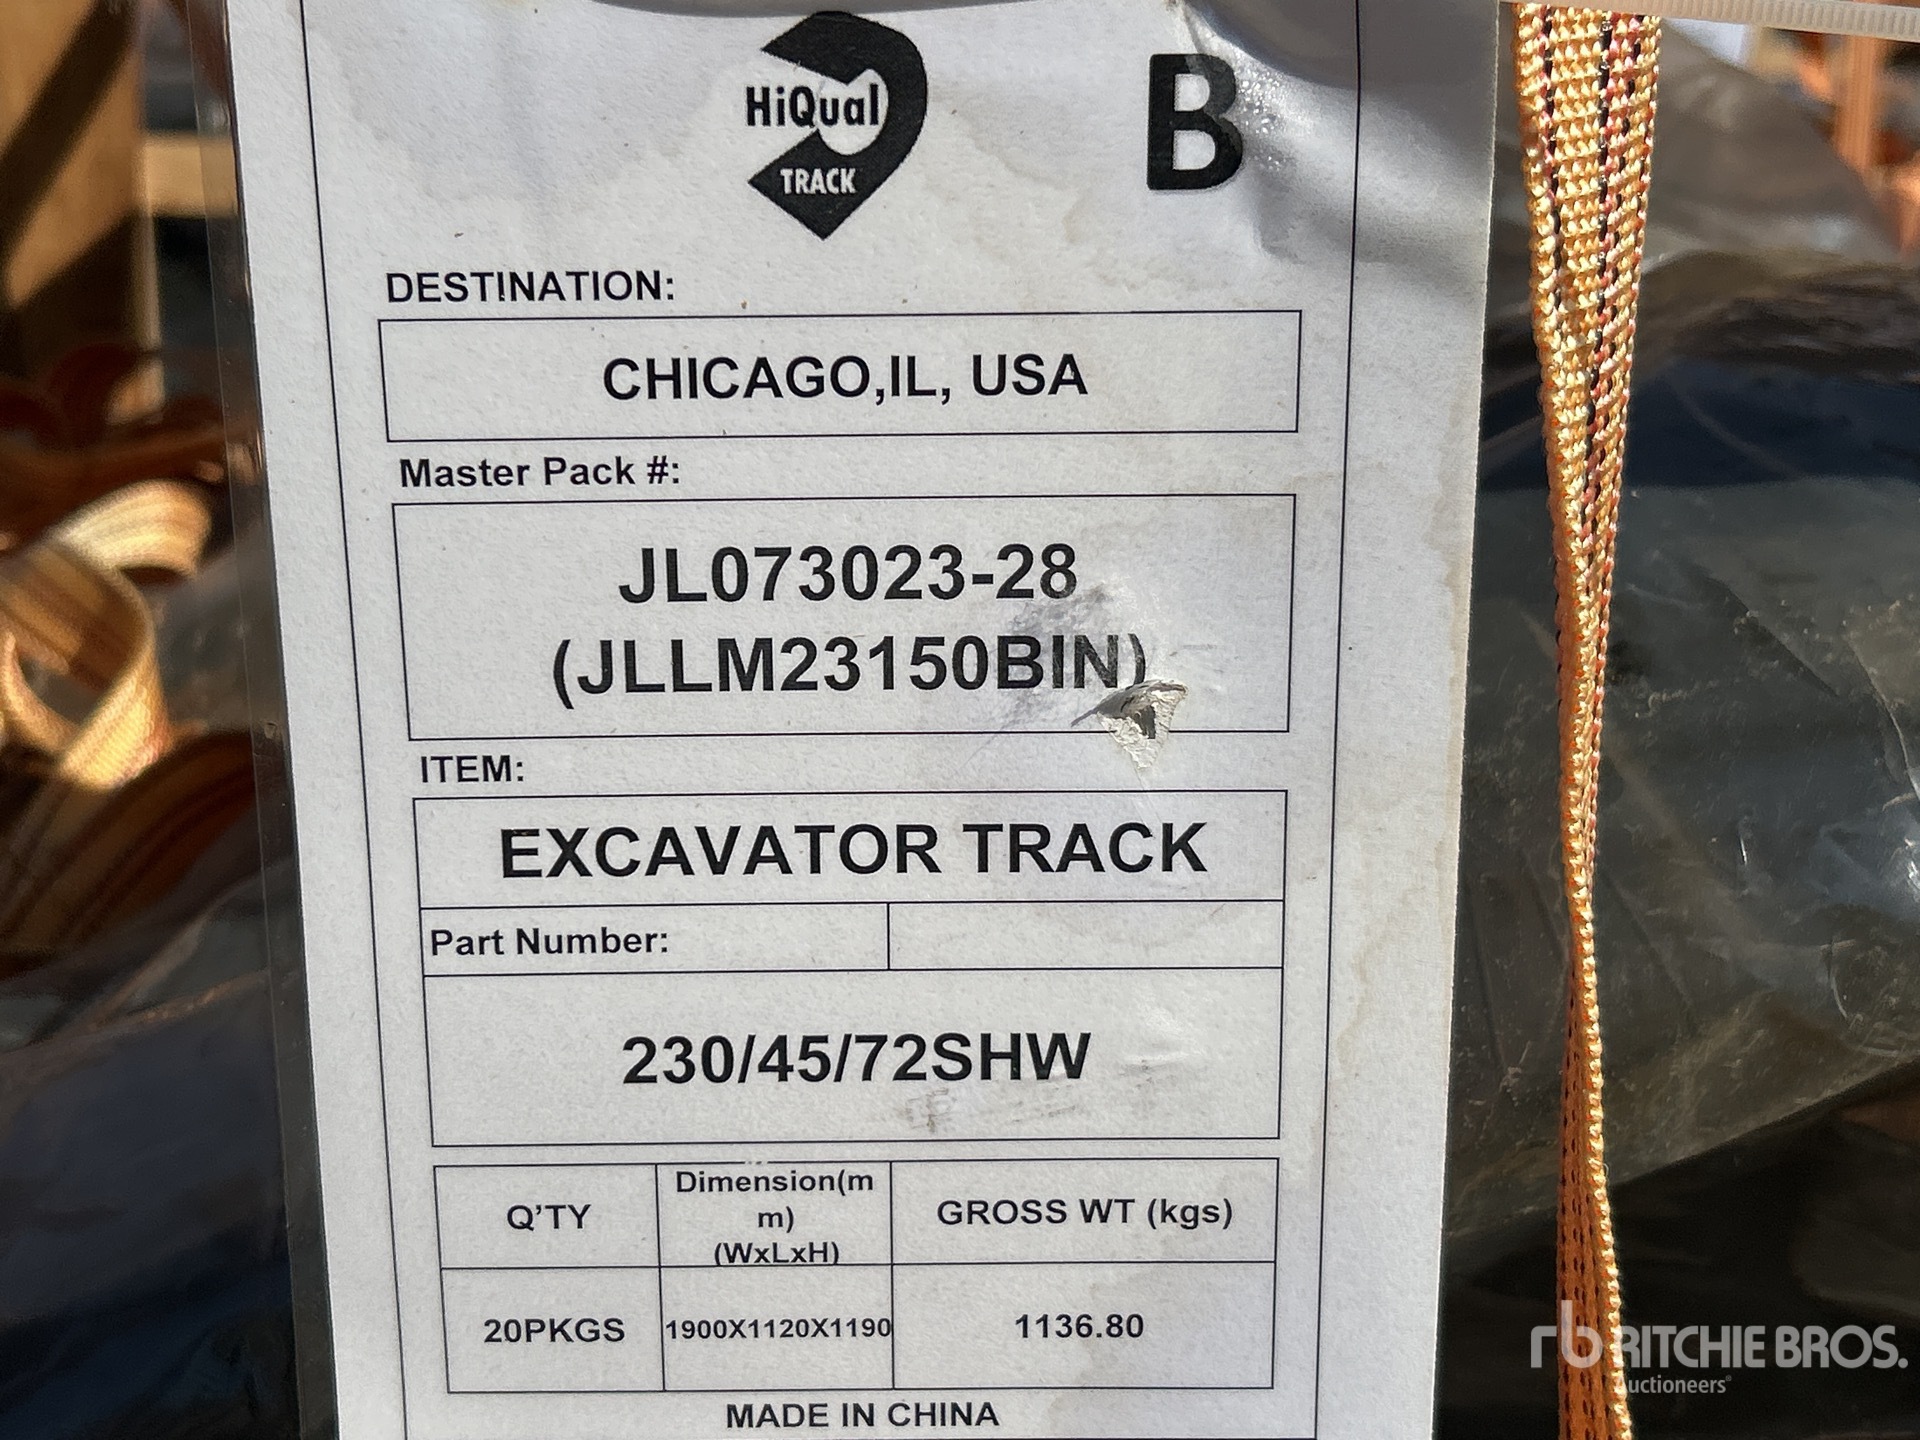 HiQual
TRACK
B
DESTINATION:
CHICAGO,IL, USA
Master Pack #:
JL073023-28
(JLLM23150BIN)
ITEM:
EXCAVATOR TRACK
Part Number:
230/45/72SHW
Q'TY
Dimension(m
m)
(WxLxH)
GROSS WT (kgs)
20PKGS
1900X1120X1190
1136.80
MADE IN CHINA
rb RITCHIE BROS.
Auctioneers®